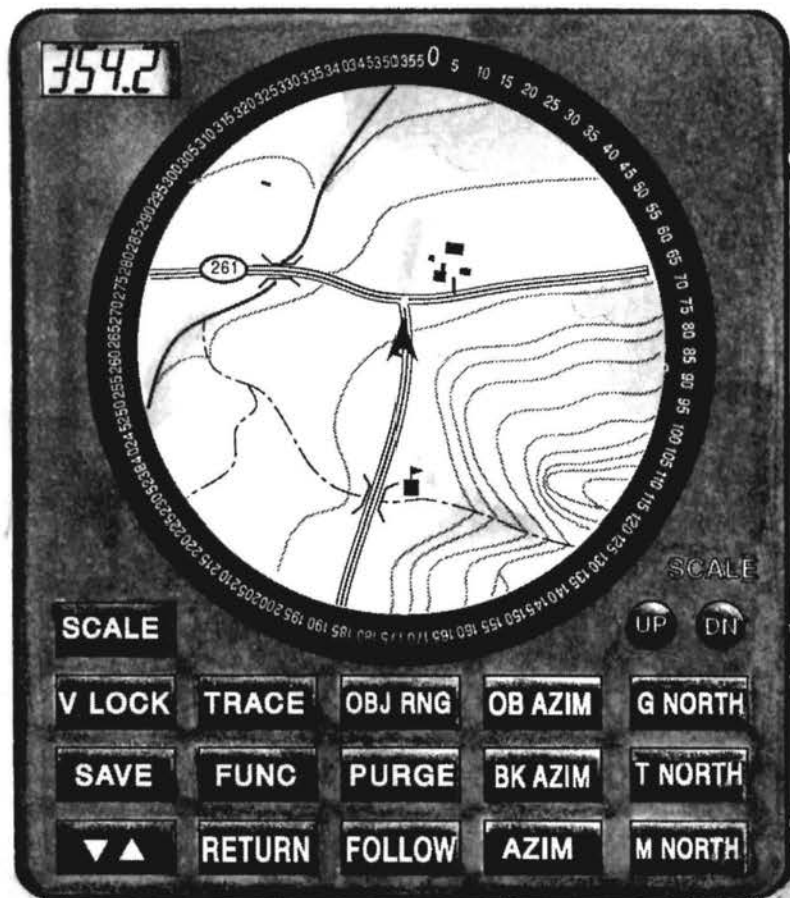 354.2
0 5 10 15 20 25 30 35 40 45 50 55 60 65 70 75 80 85 90 95 100 105 110 115 120 125 130 135 140 145 150 155 160 165 170 175 180 185 190 195 200 205 210 215 220 225 230 235 240 245 250 255 260 265 270 275 280 285 290 295 300 305 310 315 320 325 330 335 340 345 350 355
261
SCALE
SCALE UP DN
V LOCK TRACE OBJ RNG OB AZIM G NORTH
SAVE FUNC PURGE BK AZIM T NORTH
▼▲ RETURN FOLLOW AZIM M NORTH